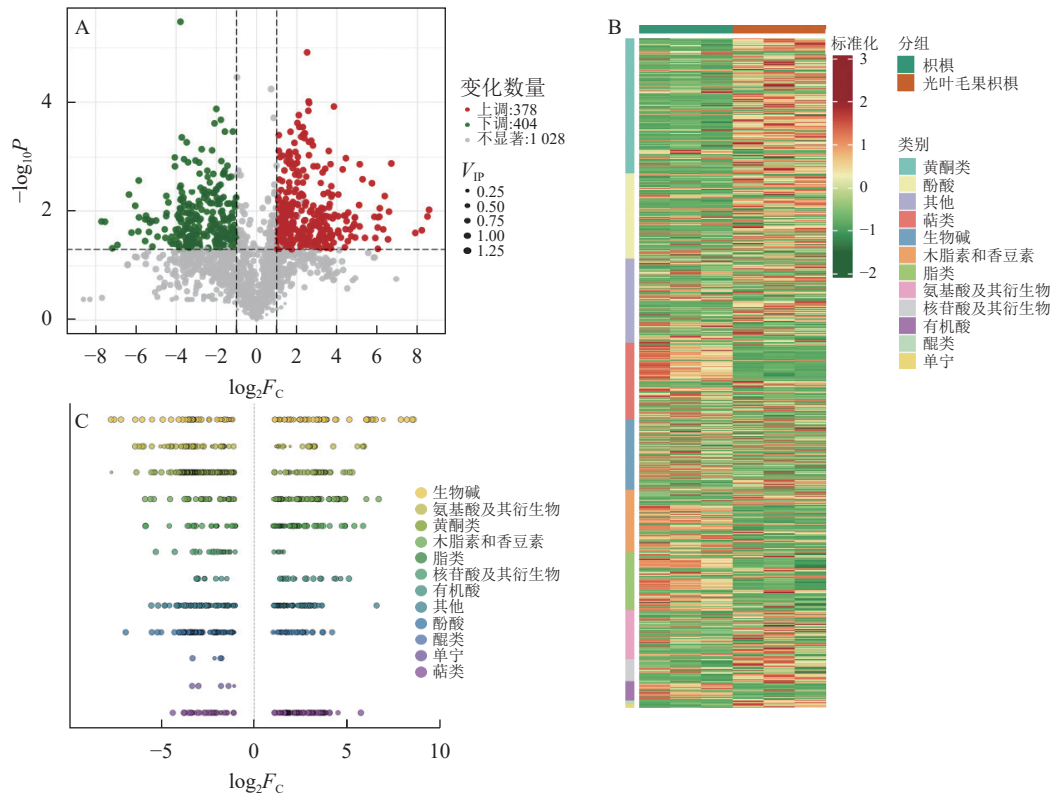 A
−log₁₀P
4
2
0
−8
−6
−4
−2
0
2
4
6
8
log₂F_C
变化数量
上调:378
下调:404
不显著:1 028
V_IP
0.25
0.50
0.75
1.00
1.25
B
标准化
3
2
1
0
−1
−2
分组
枳椇
光叶毛果枳椇
类别
黄酮类
酚酸
其他
萜类
生物碱
木脂素和香豆素
脂类
氨基酸及其衍生物
核苷酸及其衍生物
有机酸
醌类
单宁
C
生物碱
氨基酸及其衍生物
黄酮类
木脂素和香豆素
脂类
核苷酸及其衍生物
有机酸
其他
酚酸
醌类
单宁
萜类
−5
0
5
10
log₂F_C